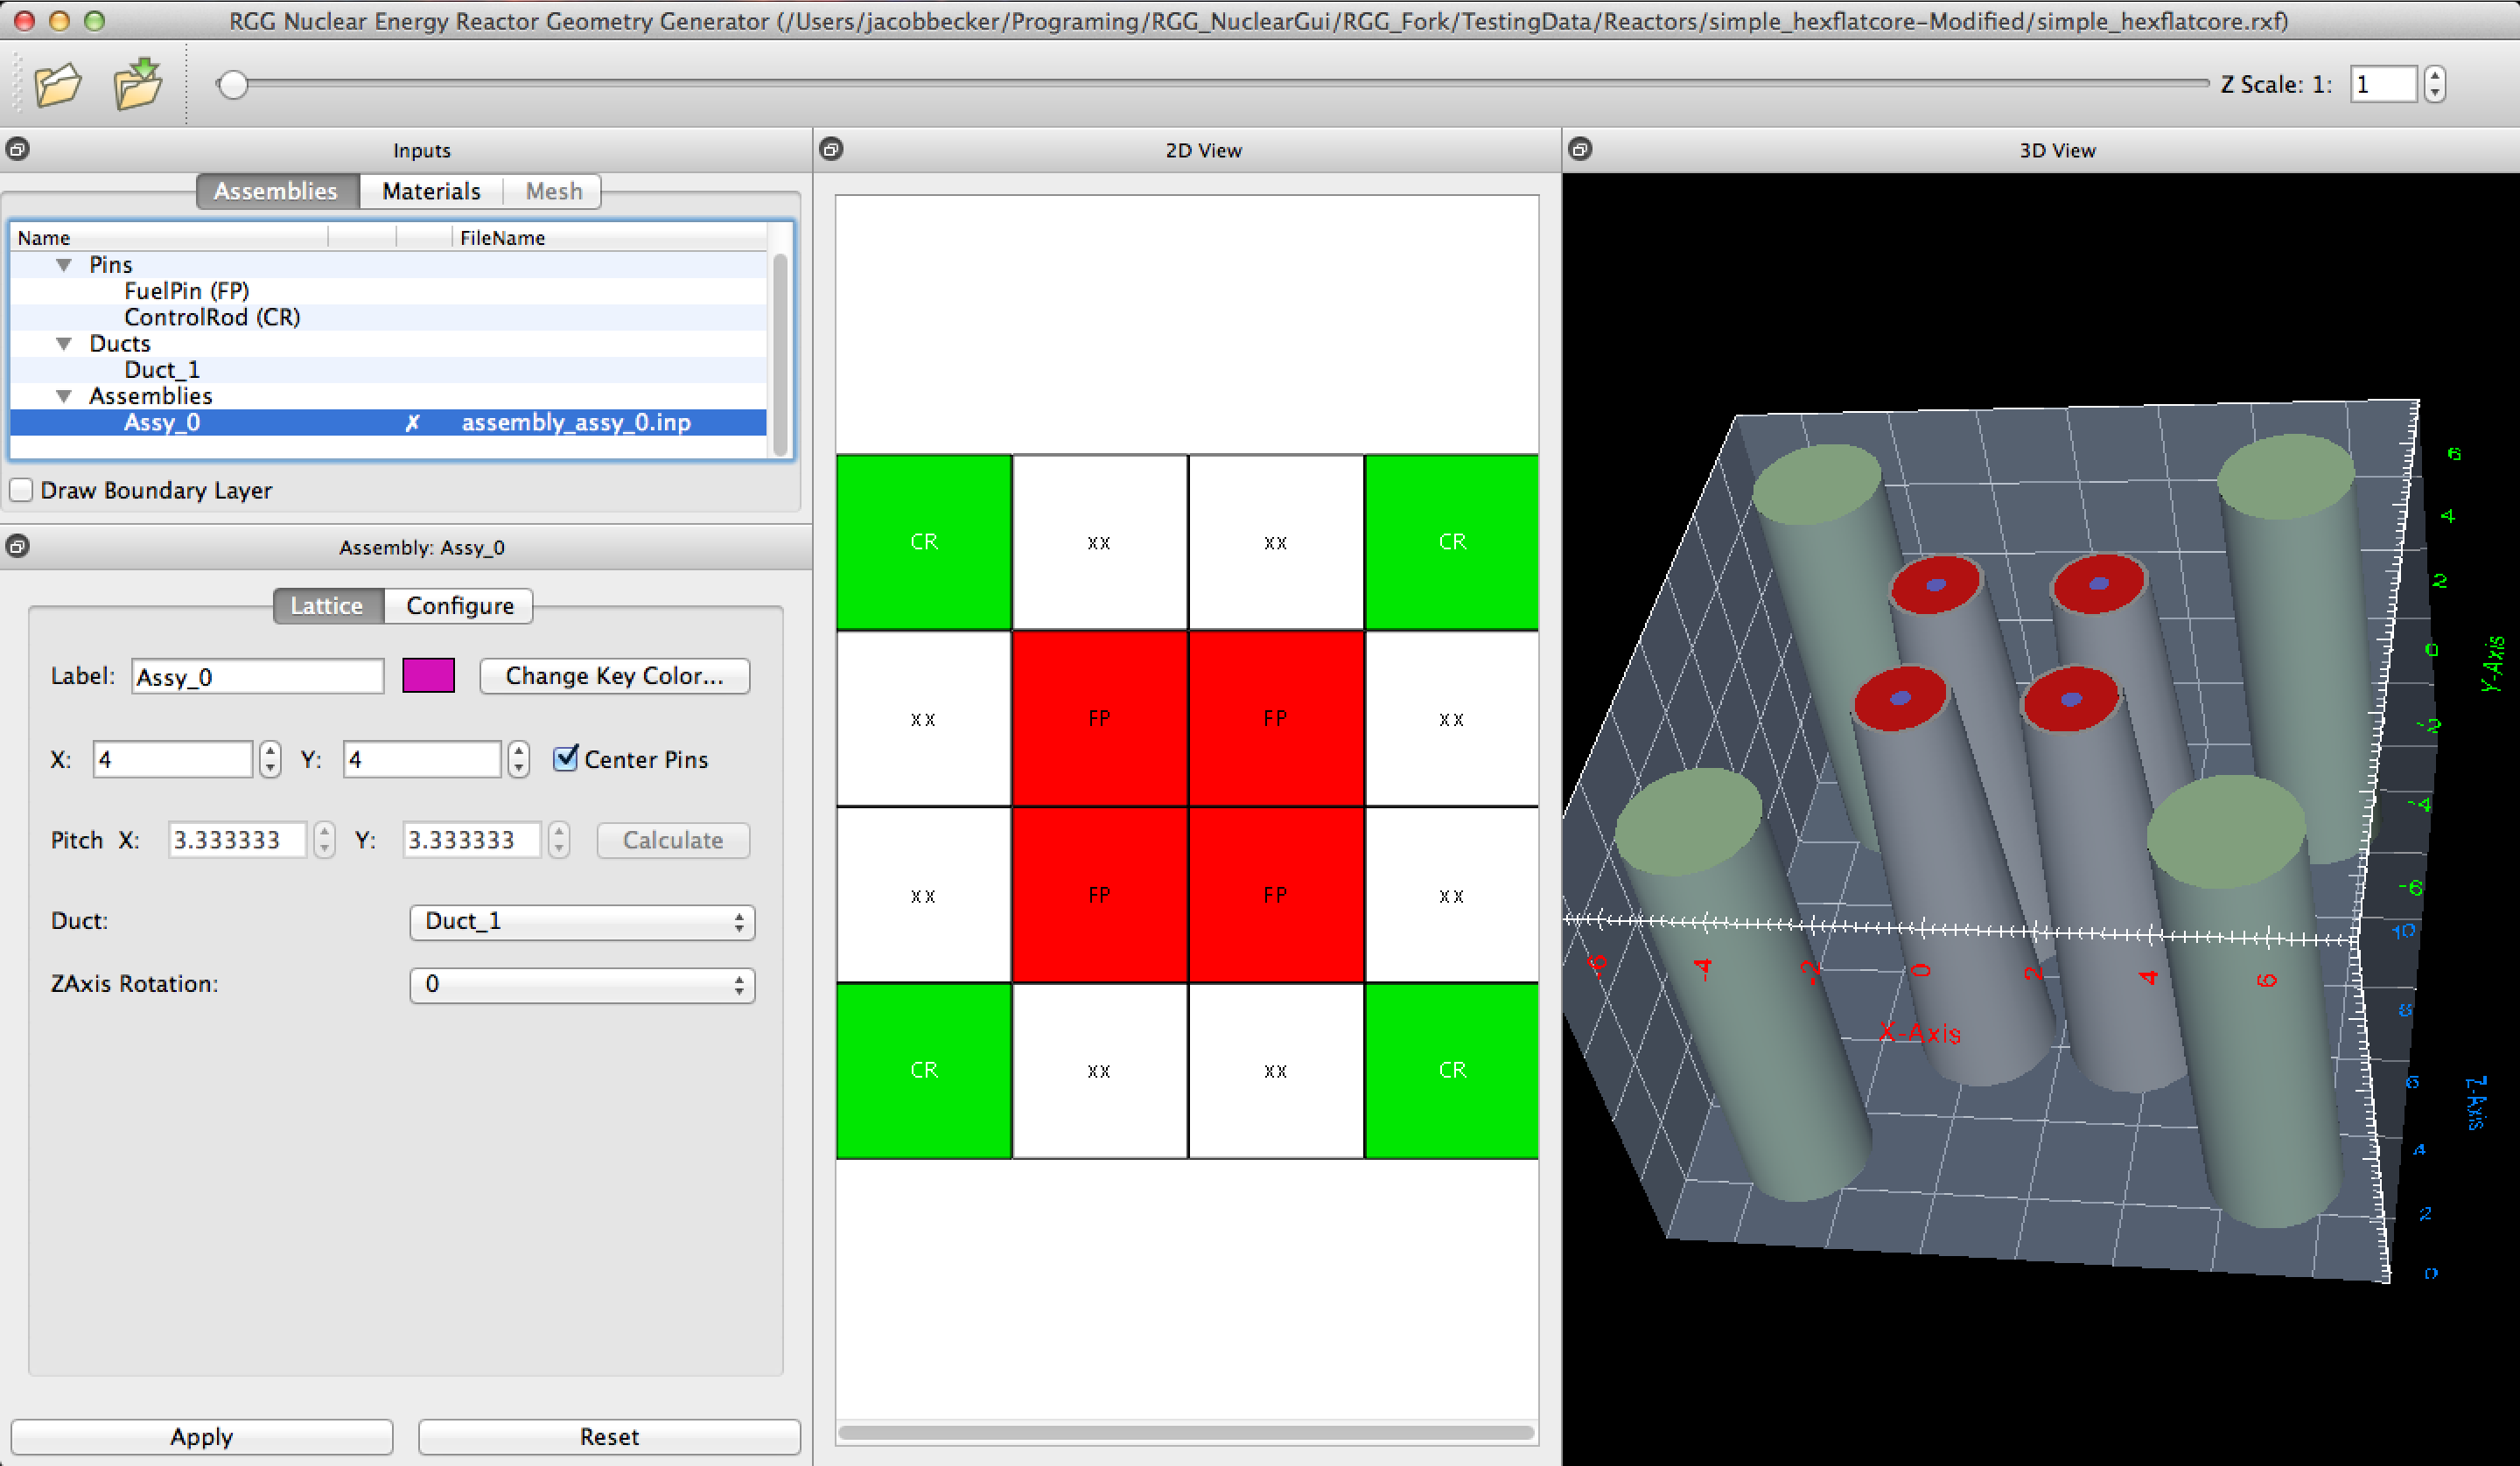 RGG Nuclear Energy Reactor Geometry Generator (/Users/jacobbecker/Programing/RGG_NuclearGui/RGG_Fork/TestingData/Reactors/simple_hexflatcore-Modified/simple_hexflatcore.rxf)
Z Scale: 1: 1
Inputs
Assemblies Materials Mesh
Name FileName
Pins
FuelPin (FP)
ControlRod (CR)
Ducts
Duct_1
Assemblies
Assy_0 ✗ assembly_assy_0.inp
Draw Boundary Layer
Assembly: Assy_0
Lattice Configure
Label: Assy_0 Change Key Color...
X: 4 Y: 4 Center Pins
Pitch X: 3.333333 Y: 3.333333 Calculate
Duct: Duct_1
ZAxis Rotation: 0
Apply Reset
2D View
CR xx xx CR
xx FP FP xx
xx FP FP xx
CR xx xx CR
3D View
6
4
2
0
-2
-4
-6
Y-Axis
-6 -4 -2 0 2 4 6
X-Axis
10
8
6
4
2
0
Z-Axis